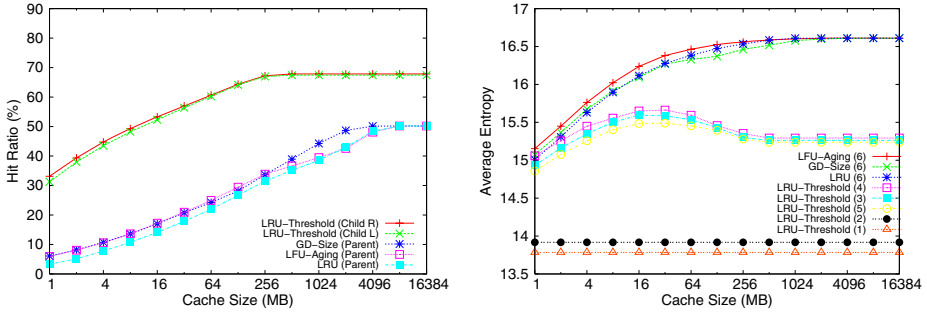 80
70
60
50
40
30
20
10
0
Hit Ratio (%)
LRU-Threshold (Child R)
LRU-Threshold (Child L)
GD-Size (Parent)
LFU-Aging (Parent)
LRU (Parent)
1 4 16 64 256 1024 4096 16384
Cache Size (MB)
17
16.5
16
15.5
15
14.5
14
13.5
Average Entropy
LFU-Aging (6)
GD-Size (6)
LRU (6)
LRU-Threshold (4)
LRU-Threshold (3)
LRU-Threshold (5)
LRU-Threshold (2)
LRU-Threshold (1)
1 4 16 64 256 1024 4096 16384
Cache Size (MB)